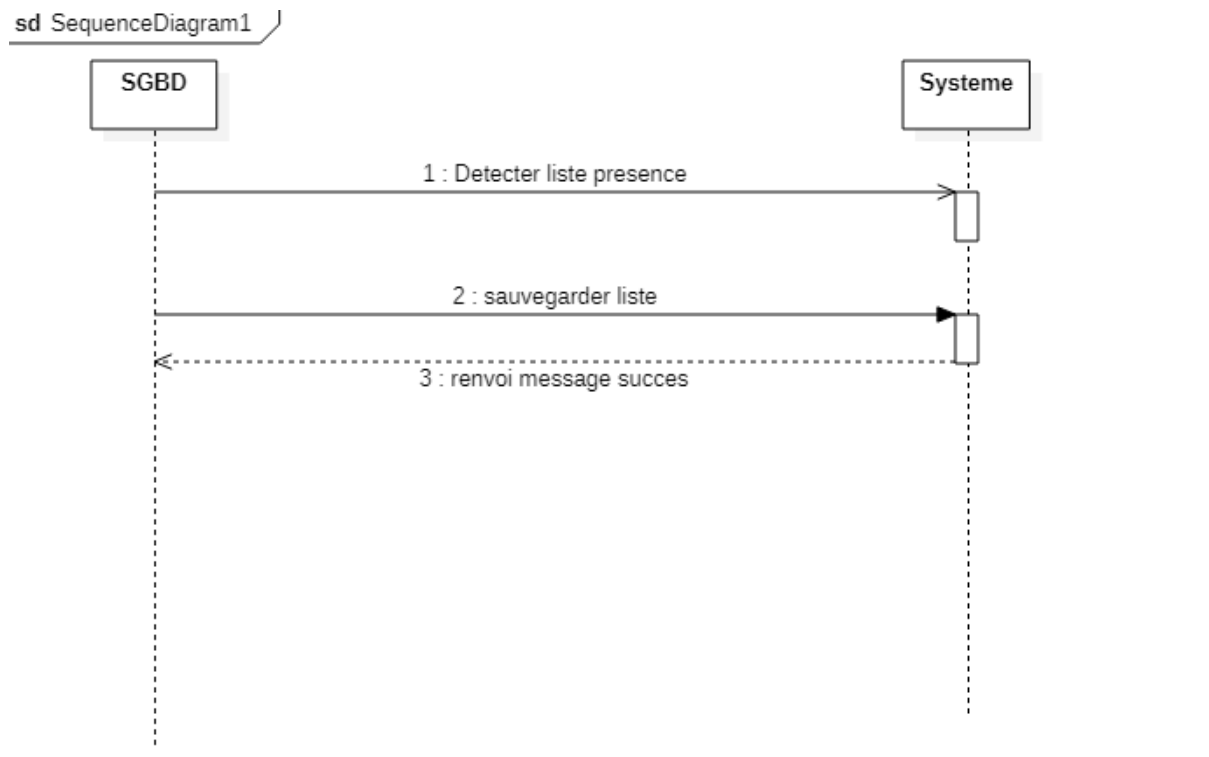 sd SequenceDiagram1
SGBD
Systeme
1 : Detecter liste presence
2 : sauvegarder liste
3 : renvoi message succes